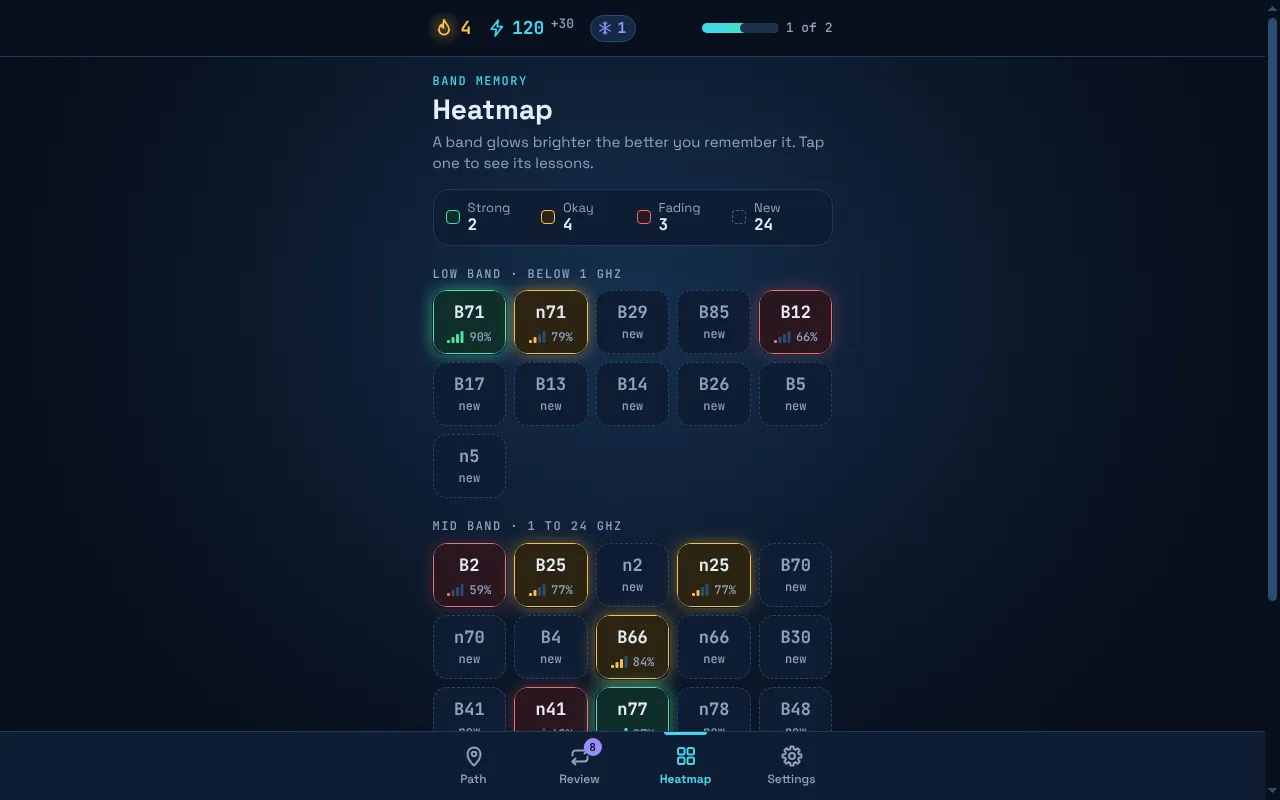 4 120 +30 1 1 of 2
BAND MEMORY
Heatmap
A band glows brighter the better you remember it. Tap
one to see its lessons.
Strong Okay Fading New
2 4 3 24
LOW BAND · BELOW 1 GHZ
B71 n71 B29 B85 B12
90% 79% new new 66%
B17 B13 B14 B26 B5
new new new new new
n5
new
MID BAND · 1 TO 24 GHZ
B2 B25 n2 n25 B70
59% 77% new 77% new
n70 B4 B66 n66 B30
new new 84% new new
B41 n41 n77 n78 B48
8
Path Review Heatmap Settings